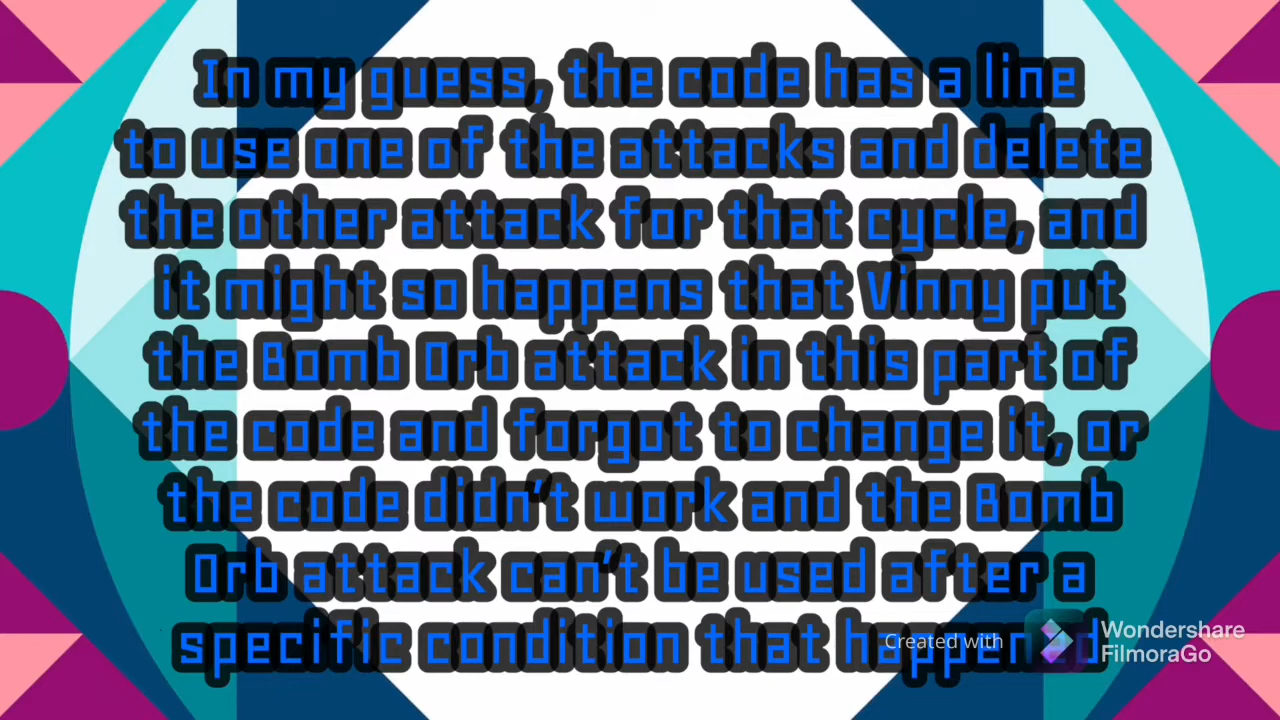 In my guess, the code has a line
to use one of the attacks and delete
the other attack for that cycle, and
it might so happens that Vinny put
the Bomb Orb attack in this part of
the code and forgot to change it, or
the code didn't work and the Bomb
Orb attack can't be used after a
specific condition that happened
Created with
Wondershare
FilmoraGo